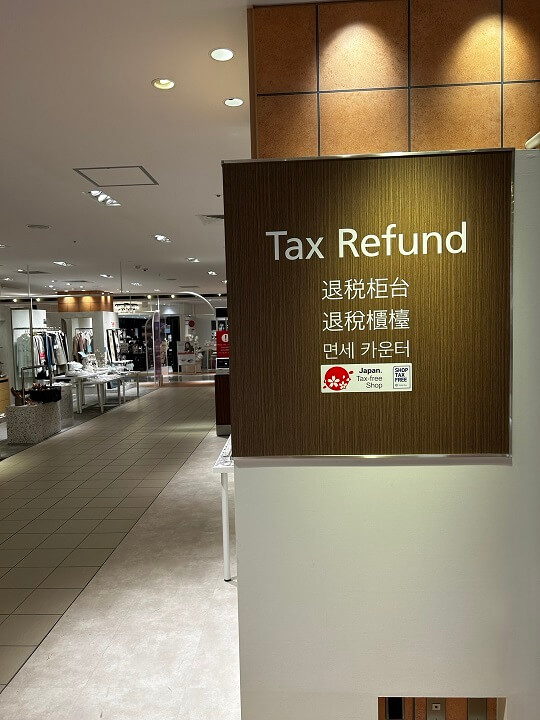 Tax Refund
退税柜台
退稅櫃檯
면세 카운터
Japan.
Tax-free
Shop
SHOP
TAX
FREE